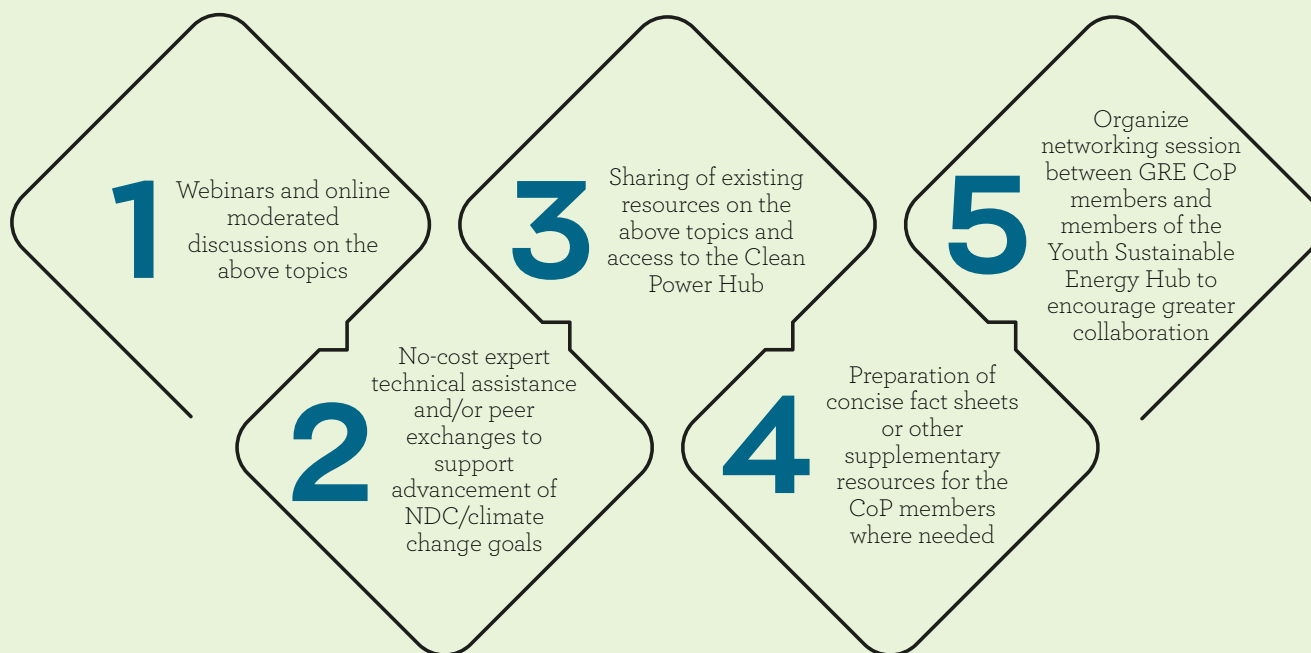 1
Webinars and online
moderated
discussions on the
above topics
2
No-cost expert
technical assistance
and/or peer
exchanges to
support
advancement of
NDC/climate
change goals
3
Sharing of existing
resources on the
above topics and
access to the Clean
Power Hub
4
Preparation of
concise fact sheets
or other
supplementary
resources for the
CoP members
where needed
5
Organize
networking session
between GRE CoP
members and
members of the
Youth Sustainable
Energy Hub to
encourage greater
collaboration